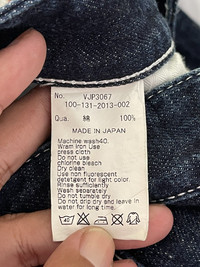 No. VJP3067
100-131-2013-002
Qua. 綿 100%
MADE IN JAPAN
Machine wash40.
Warm Iron Use
press cloth
Do not use
chlorine bleach
Dry clean
Use non fluorescent
detergent for light color.
Rinse sufficiently
Squeeze weakly
Do not tumble dry
Do not drip dry and leave in
water for long time.